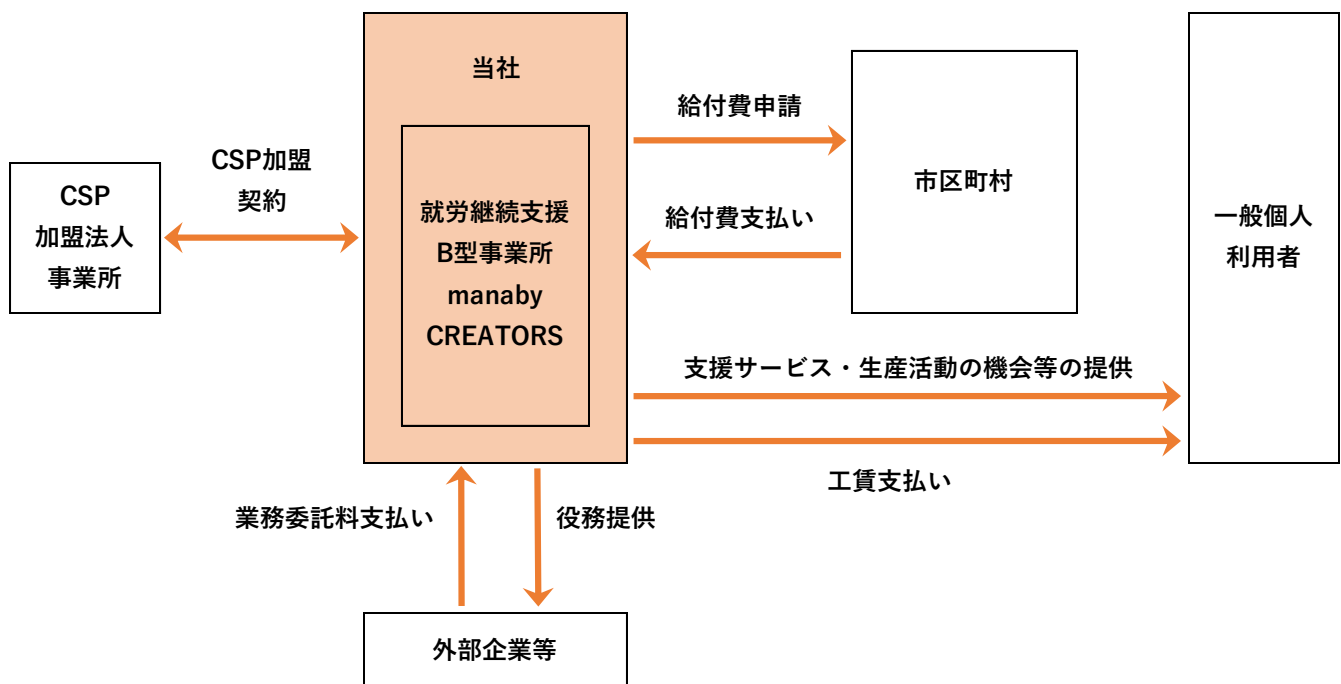 当社
給付費申請
CSP加盟
契約
CSP
加盟法人
事業所
就労継続支援
B型事業所
manaby
CREATORS
市区町村
給付費支払い
一般個人
利用者
支援サービス・生産活動の機会等の提供
工賃支払い
業務委託料支払い
役務提供
外部企業等